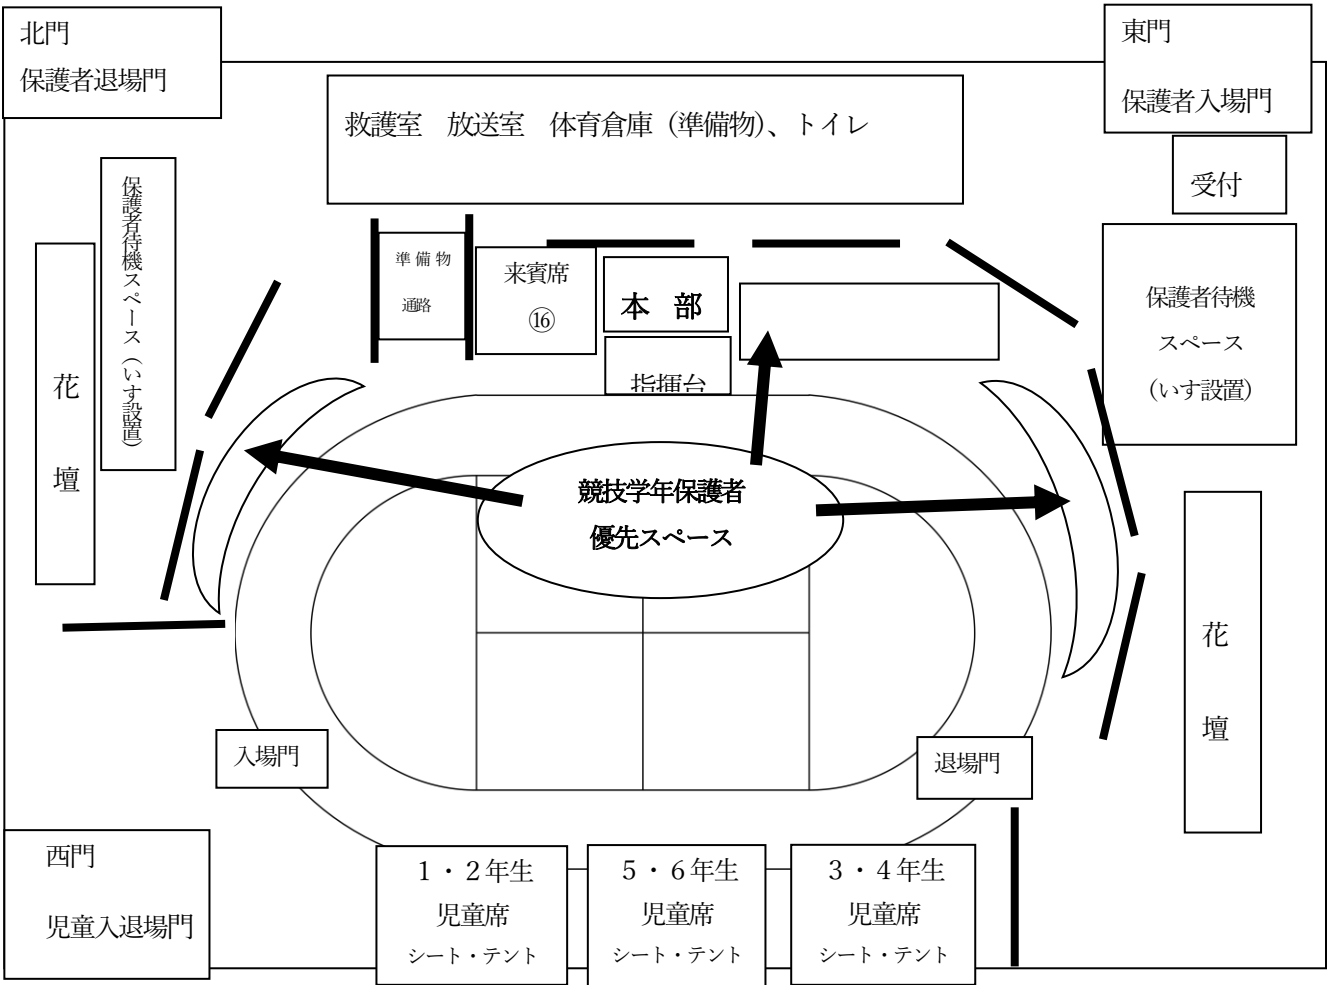 北門
保護者退場門
東門
保護者入場門
救護室　放送室　体育倉庫（準備物）、トイレ
受付
保護者待機スペース（いす設置）
準備物
通路
来賓席
⑯
本　部
指揮台
保護者待機
スペース
（いす設置）
花
壇
競技学年保護者
優先スペース
花
壇
入場門
退場門
西門
児童入退場門
１・２年生
児童席
シート・テント
５・６年生
児童席
シート・テント
３・４年生
児童席
シート・テント